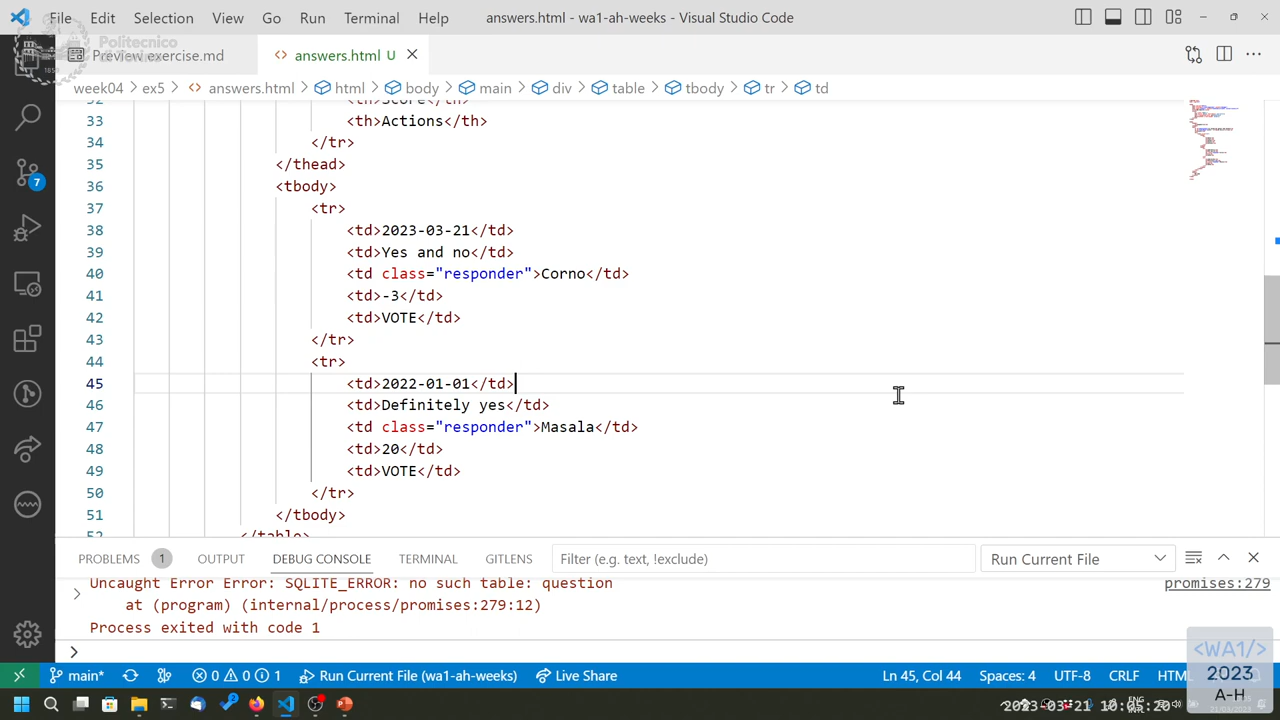 File Edit Selection View Go Run Terminal Help answers.html - wa1-ah-weeks - Visual Studio Code
Politecnico
Preview exercise.md <> answers.html U
week04 > ex5 > <> answers.html > html > body > main > div > table > tbody > tr > td
32 <th>Score</th>
33 <th>Actions</th>
34 </tr>
35 </thead>
36 <tbody>
37 <tr>
38 <td>2023-03-21</td>
39 <td>Yes and no</td>
40 <td class="responder">Corno</td>
41 <td>-3</td>
42 <td>VOTE</td>
43 </tr>
44 <tr>
45 <td>2022-01-01</td>
46 <td>Definitely yes</td>
47 <td class="responder">Masala</td>
48 <td>20</td>
49 <td>VOTE</td>
50 </tr>
51 </tbody>
52 </table>
7
PROBLEMS 1 OUTPUT DEBUG CONSOLE TERMINAL GITLENS Filter (e.g. text, !exclude) Run Current File
Uncaught Error Error: SQLITE_ERROR: no such table: question promises:279
at (program) (internal/process/promises:279:12)
Process exited with code 1
>
main* 0 0 1 Run Current File (wa1-ah-weeks) Live Share Ln 45, Col 44 Spaces: 4 UTF-8 CRLF
<WA1/>
2023
A-H